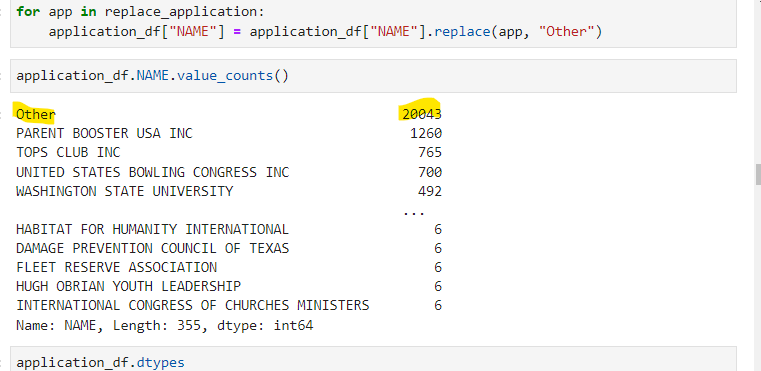 for app in replace_application:
    application_df["NAME"] = application_df["NAME"].replace(app, "Other")
application_df.NAME.value_counts()
Other 20043
PARENT BOOSTER USA INC 1260
TOPS CLUB INC 765
UNITED STATES BOWLING CONGRESS INC 700
WASHINGTON STATE UNIVERSITY 492
...
HABITAT FOR HUMANITY INTERNATIONAL 6
DAMAGE PREVENTION COUNCIL OF TEXAS 6
FLEET RESERVE ASSOCIATION 6
HUGH OBRIAN YOUTH LEADERSHIP 6
INTERNATIONAL CONGRESS OF CHURCHES MINISTERS 6
Name: NAME, Length: 355, dtype: int64
application_df.dtypes